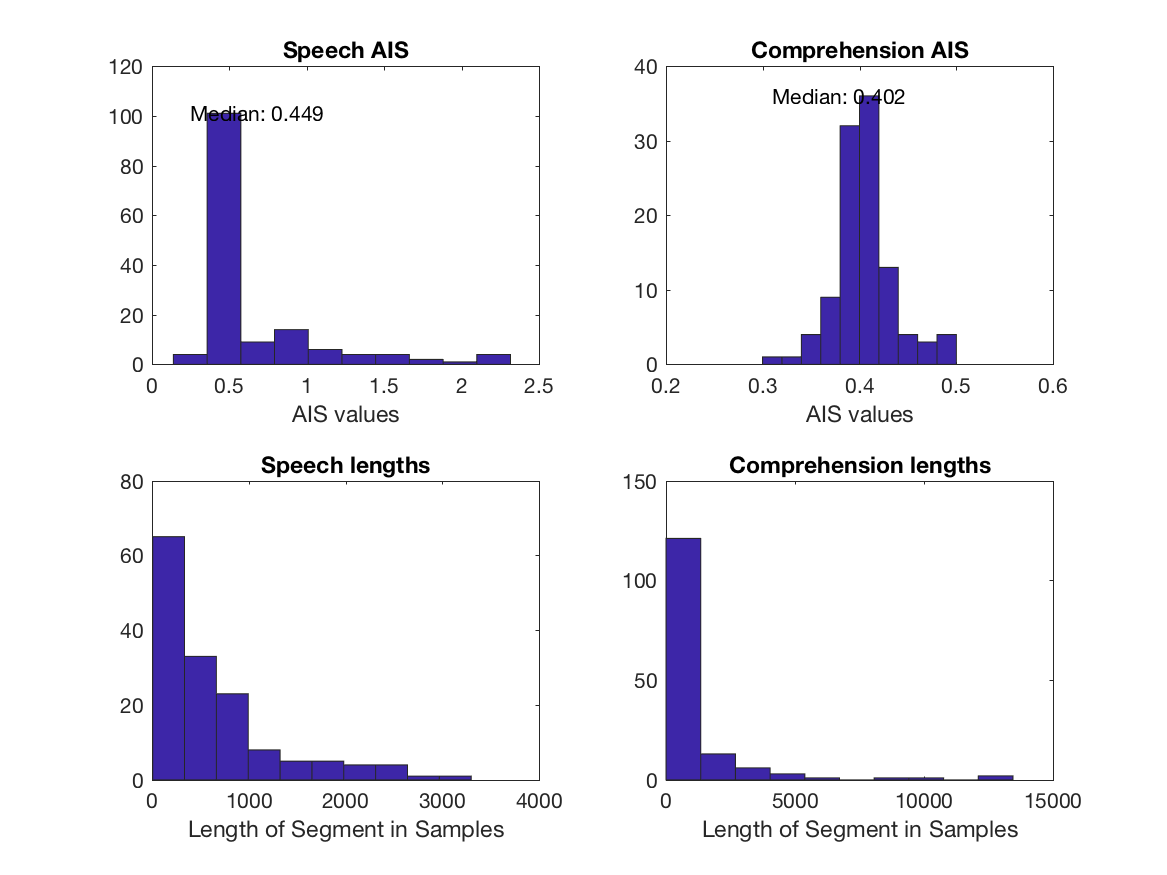 Speech AIS
120
100
80
60
40
20
0
Median: 0.449
0 0.5 1 1.5 2 2.5
AIS values
Comprehension AIS
40
30
20
10
0
Median: 0.402
0.2 0.3 0.4 0.5 0.6
AIS values
Speech lengths
80
60
40
20
0
0 1000 2000 3000 4000
Length of Segment in Samples
Comprehension lengths
150
100
50
0
0 5000 10000 15000
Length of Segment in Samples